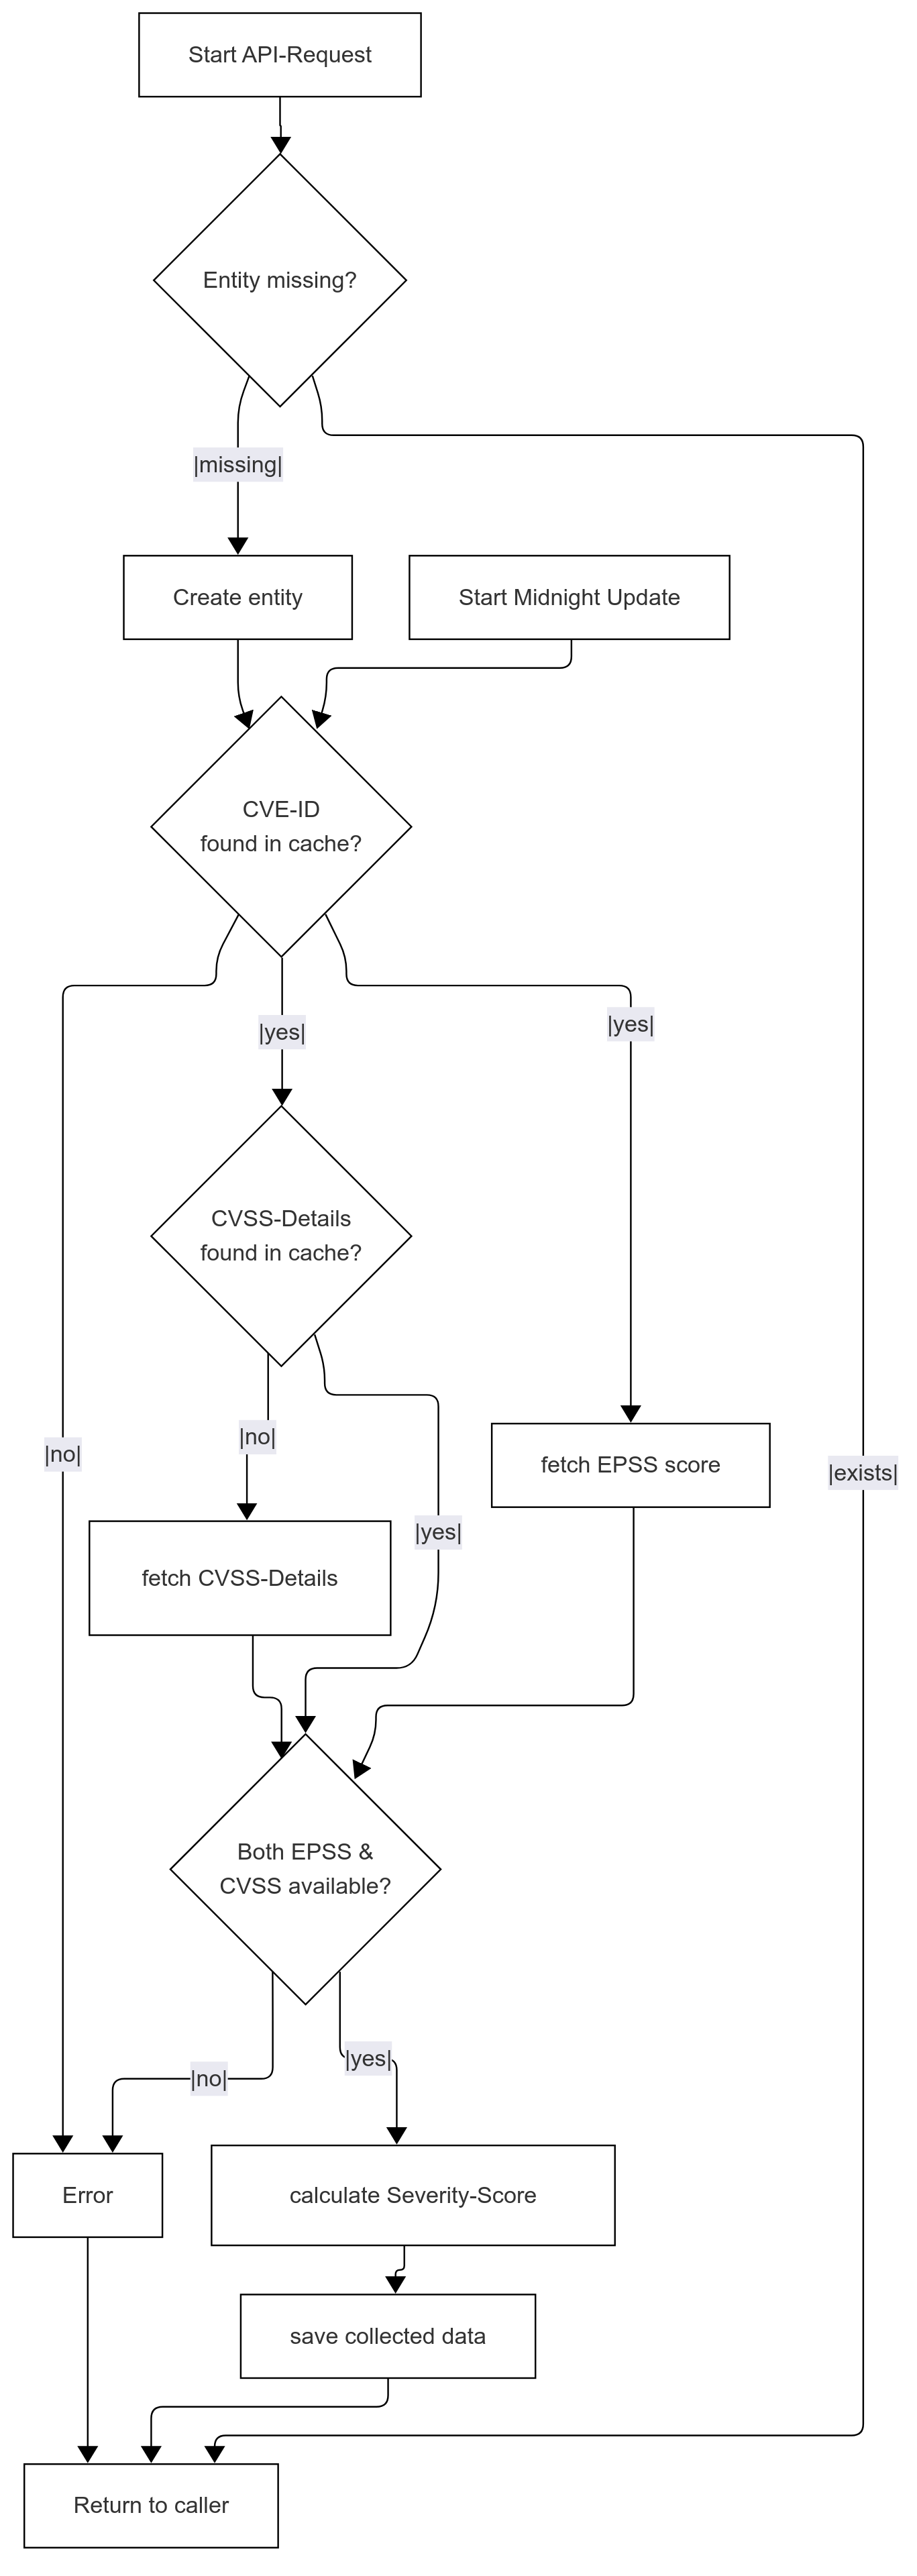 Start API-Request
Entity missing?
|missing|
Create entity
Start Midnight Update
CVE-ID
found in cache?
|yes|
|yes|
CVSS-Details
found in cache?
|no|
|no|
fetch EPSS score
|exists|
|yes|
fetch CVSS-Details
Both EPSS &
CVSS available?
|yes|
|no|
Error
calculate Severity-Score
save collected data
Return to caller